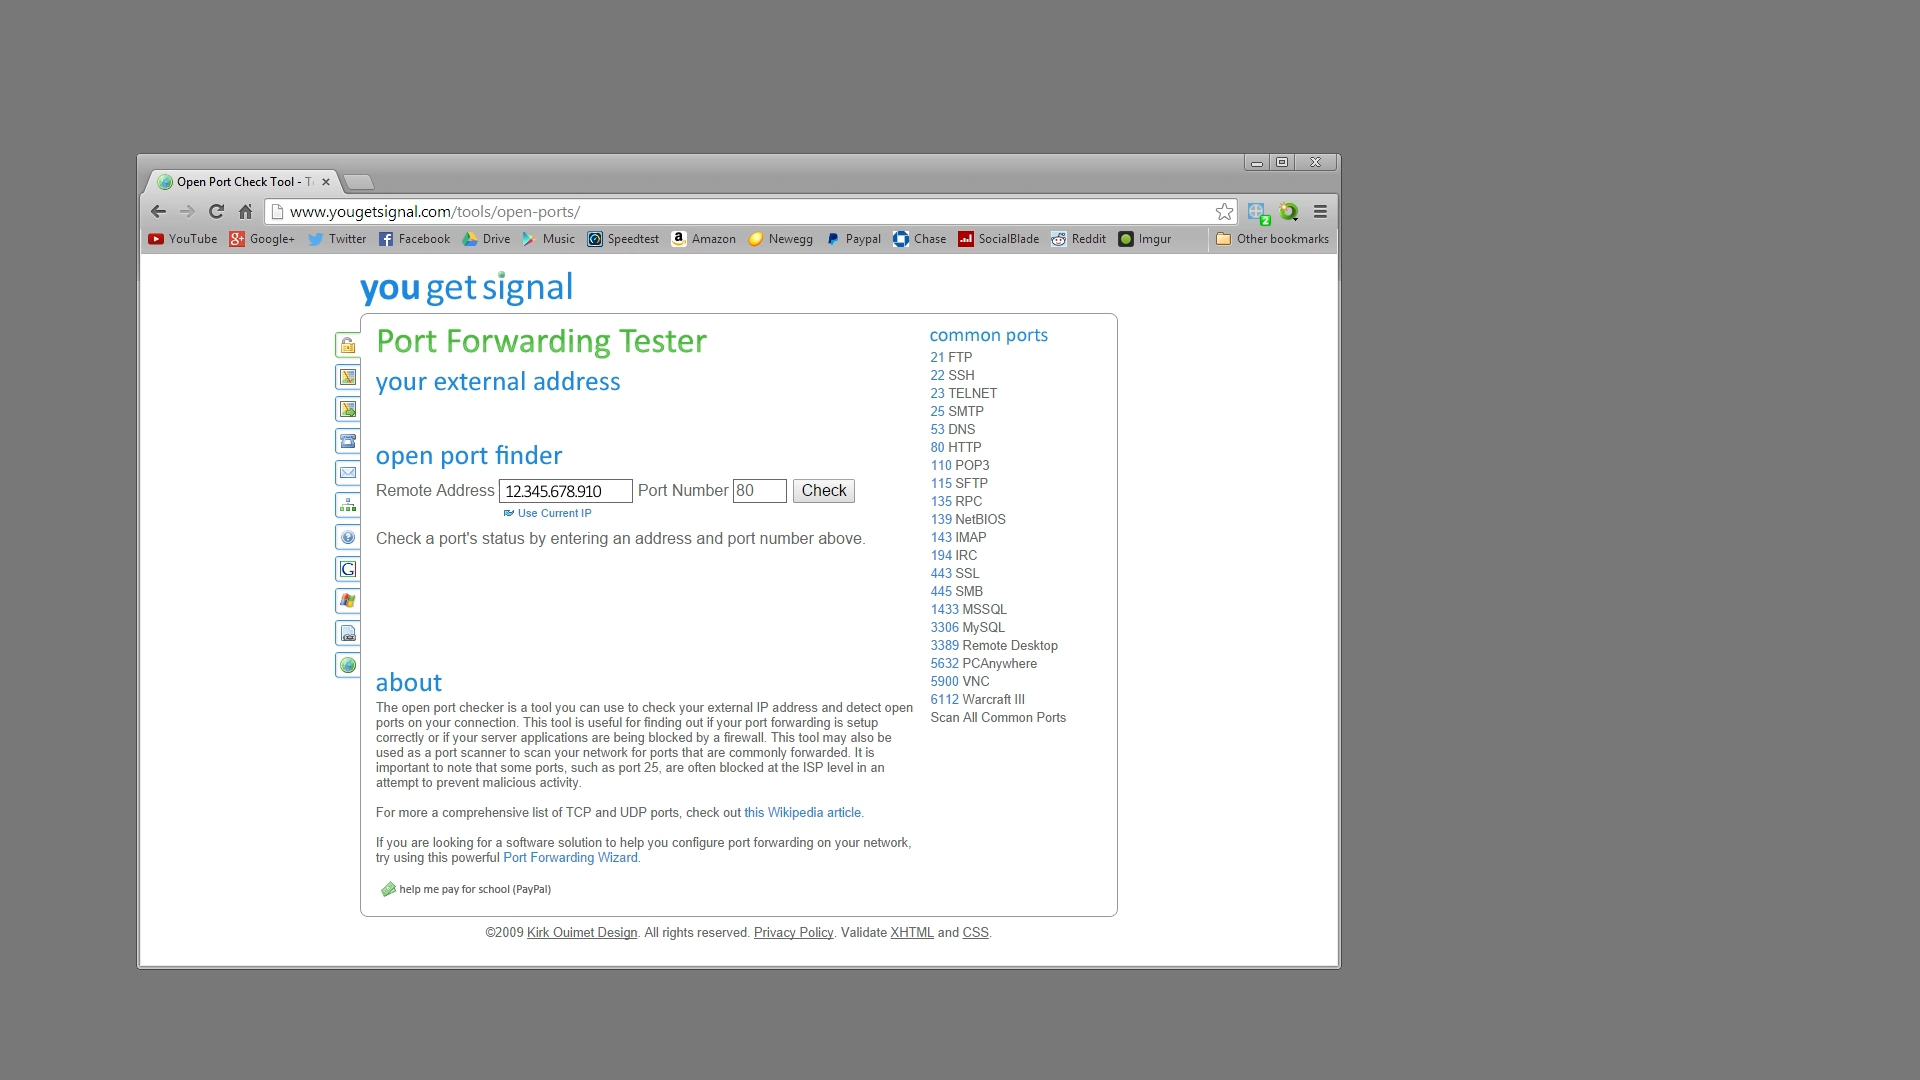 Open Port Check Tool - T
www.yougetsignal.com/tools/open-ports/
YouTube Google+ Twitter Facebook Drive Music Speedtest Amazon Newegg Paypal Chase SocialBlade Reddit Imgur Other bookmarks
you get signal
Port Forwarding Tester
your external address
open port finder
Remote Address 12.345.678.910 Port Number 80 Check
Use Current IP
Check a port's status by entering an address and port number above.
about
The open port checker is a tool you can use to check your external IP address and detect open
ports on your connection. This tool is useful for finding out if your port forwarding is setup
correctly or if your server applications are being blocked by a firewall. This tool may also be
used as a port scanner to scan your network for ports that are commonly forwarded. It is
important to note that some ports, such as port 25, are often blocked at the ISP level in an
attempt to prevent malicious activity.
For more a comprehensive list of TCP and UDP ports, check out this Wikipedia article.
If you are looking for a software solution to help you configure port forwarding on your network,
try using this powerful Port Forwarding Wizard.
help me pay for school (PayPal)
common ports
21 FTP
22 SSH
23 TELNET
25 SMTP
53 DNS
80 HTTP
110 POP3
115 SFTP
135 RPC
139 NetBIOS
143 IMAP
194 IRC
443 SSL
445 SMB
1433 MSSQL
3306 MySQL
3389 Remote Desktop
5632 PCAnywhere
5900 VNC
6112 Warcraft III
Scan All Common Ports
©2009 Kirk Ouimet Design. All rights reserved. Privacy Policy. Validate XHTML and CSS.